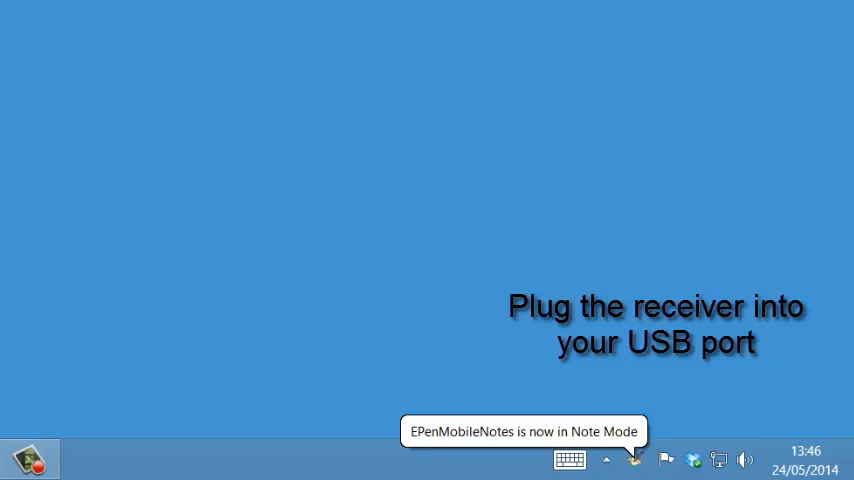 Plug the receiver into
your USB port
EPenMobileNotes is now in Note Mode
13:46
24/05/2014